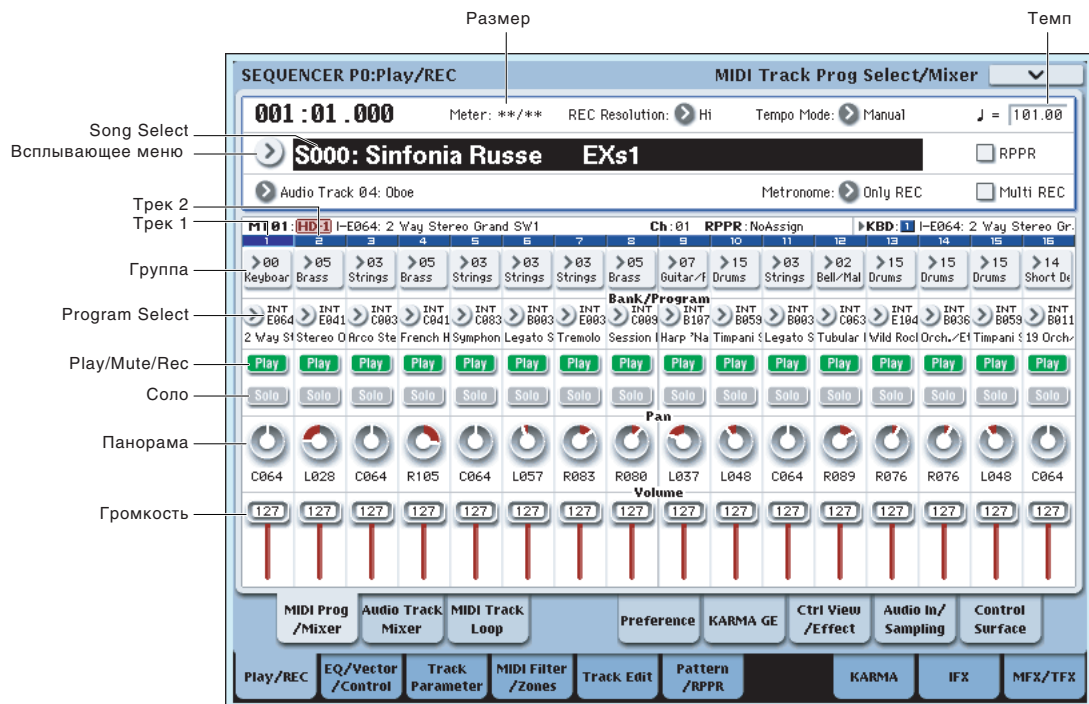 Размер
Темп
SEQUENCER P0:Play/REC
MIDI Track Prog Select/Mixer
001:01.000
Meter: **/**
REC Resolution: Hi
Tempo Mode: Manual
♩ = 101.00
Song Select
Всплывающее меню
S000: Sinfonia Russe EXs1
RPPR
Audio Track 04: Oboe
Metronome: Only REC
Multi REC
Трек 2
Трек 1
MT01: HD-1 I-E064: 2 Way Stereo Grand SW1
Ch:01 RPPR:NoAssign
KBD: 1 I-E064: 2 Way Stereo Gr
1 2 3 4 5 6 7 8 9 10 11 12 13 14 15 16
Группа
00 05 03 05 03 03 03 05 07 15 03 02 15 15 15 14
Keyboar Brass Strings Brass Strings Strings Strings Brass Guitar/F Drums Strings Bell/Mal Drums Drums Drums Short De
Bank/Program
Program Select
INT INT INT INT INT INT INT INT INT INT INT INT INT INT INT INT
E064 E041 C003 C041 C083 B003 E003 C009 B107 B059 B003 C063 E104 B036 B059 B011
2 Way St Stereo O Arco Ste French H Symphon Legato S Tremolo Session Harp 'Na Timpani S Legato S Tubular Wild Rock Orch./Ef Timpani S 19 Orch/
Play/Mute/Rec
Play Play Play Play Play Play Play Play Play Play Play Play Play Play Play Play
Соло
Solo Solo Solo Solo Solo Solo Solo Solo Solo Solo Solo Solo Solo Solo Solo Solo
Pan
Панорама
C064 L028 C064 R105 C064 L057 R083 R080 L037 L048 C064 R089 R076 R076 L048 C064
Volume
Громкость
127 127 127 127 127 127 127 127 127 127 127 127 127 127 127 127
MIDI Prog
/Mixer
Audio Track
Mixer
MIDI Track
Loop
Preference
KARMA GE
Ctrl View
/Effect
Audio In/
Sampling
Control
Surface
Play/REC
EQ/Vector
/Control
Track
Parameter
MIDI Filter
/Zones
Track Edit
Pattern
/RPPR
KARMA
IFX
MFX/TFX